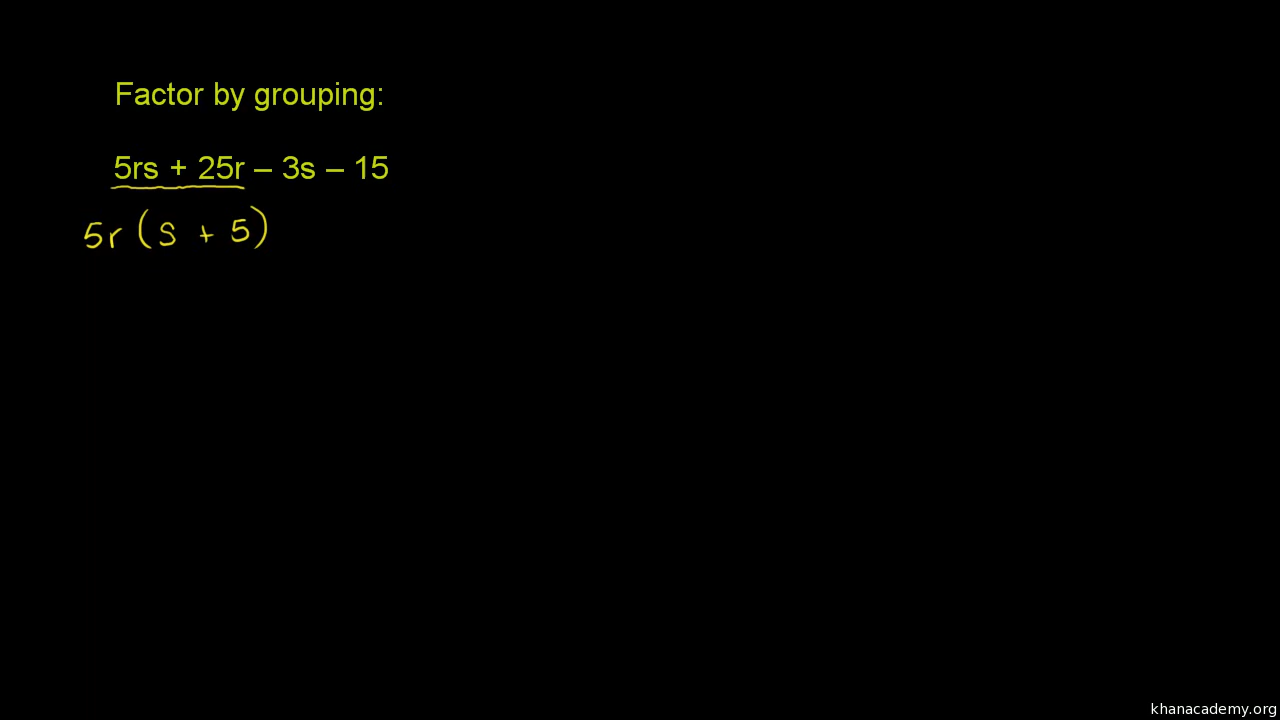 Factor by grouping:
5rs + 25r – 3s – 15
5r (s + 5)
khanacademy.org